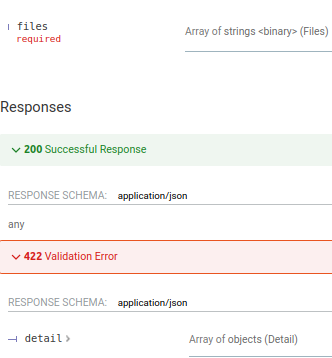 files
Array of strings <binary> (Files)
required
Responses
200 Successful Response
RESPONSE SCHEMA: application/json
any
422 Validation Error
RESPONSE SCHEMA: application/json
detail
Array of objects (Detail)